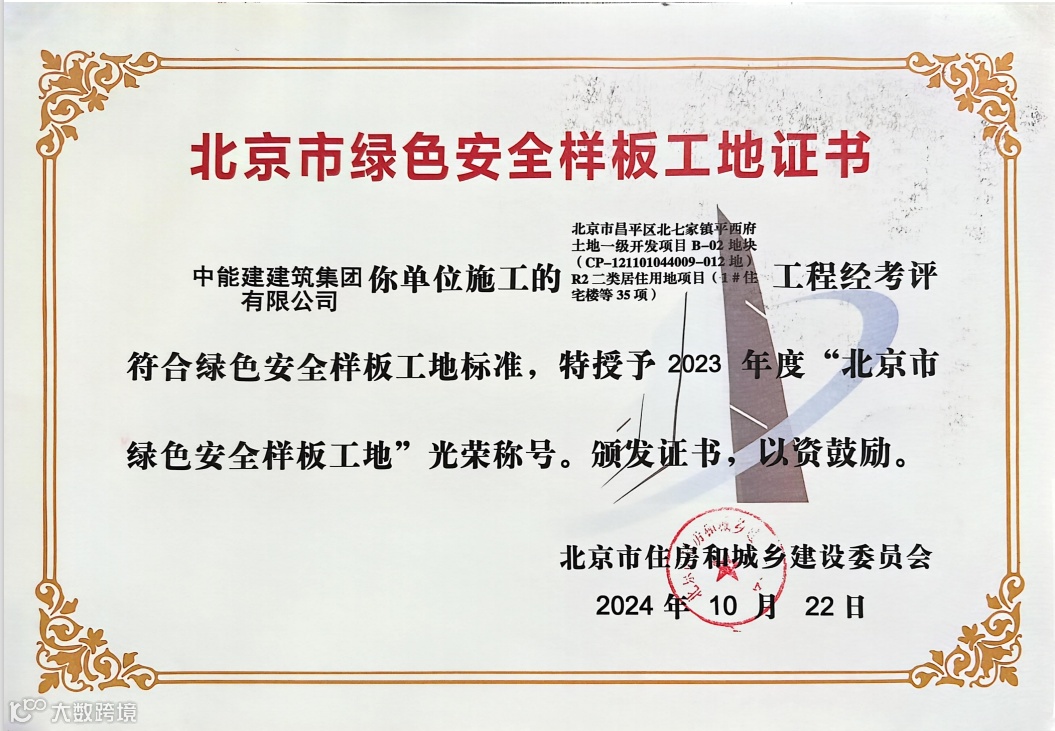 北京市绿色安全样板工地证书
中能建建筑集团
有限公司
你单位施工的
北京市昌平区北七家镇平西府
土地一级开发项目 B-02 地块
（CP-121101044009-012 地）
R2 二类居住用地项目（1＃住
宅楼等 35 项）
工程经考评
符合绿色安全样板工地标准，特授予 2023 年度“北京市
绿色安全样板工地”光荣称号。颁发证书，以资鼓励。
北京市住房和城乡建设委员会
2024 年 10 月 22 日
大数跨境